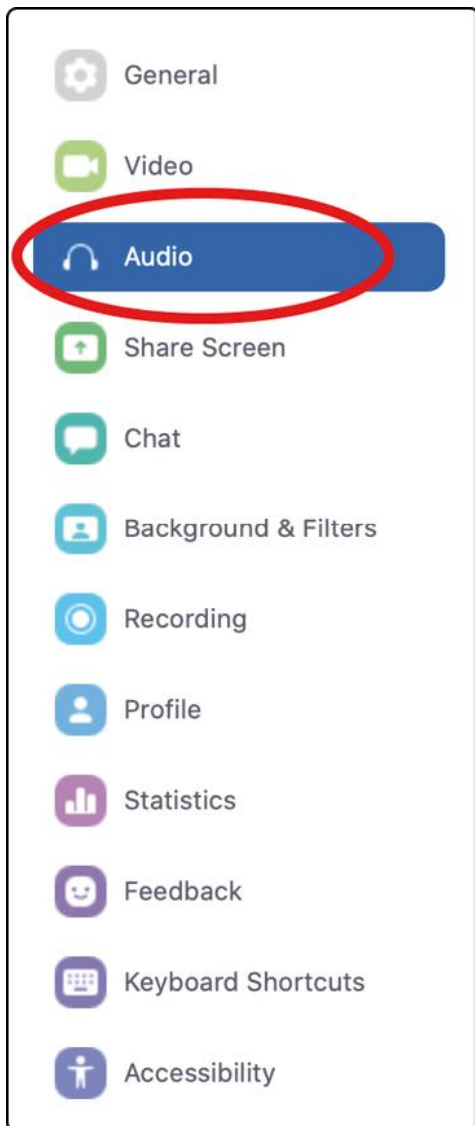 General
Video
Audio
Share Screen
Chat
Background & Filters
Recording
Profile
Statistics
Feedback
Keyboard Shortcuts
Accessibility